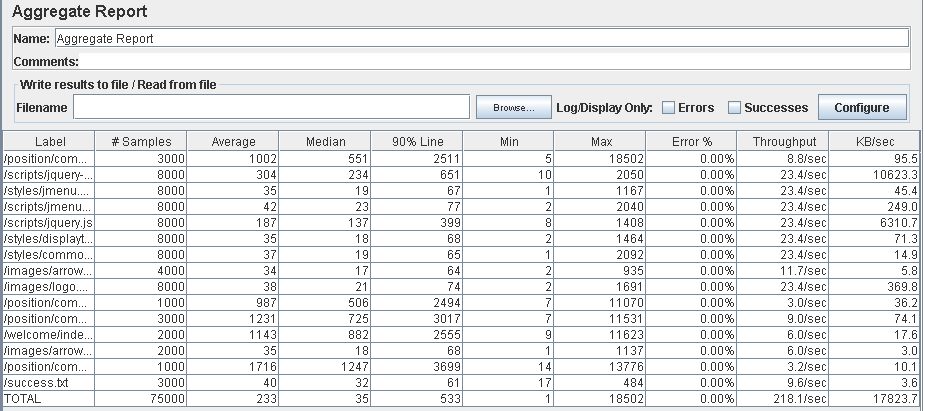 Aggregate Report
Name: Aggregate Report
Comments:
Write results to file / Read from file
Filename Browse... Log/Display Only: Errors Successes Configure
Label # Samples Average Median 90% Line Min Max Error % Throughput KB/sec
/position/com... 3000 1002 551 2511 5 18502 0.00% 8.8/sec 95.5
/scripts/jquery-... 8000 304 234 651 10 2050 0.00% 23.4/sec 10623.3
/styles/jmenu.... 8000 35 19 67 1 1167 0.00% 23.4/sec 45.4
/scripts/jmenu... 8000 42 23 77 2 2040 0.00% 23.4/sec 249.0
/scripts/jquery.js 8000 187 137 399 8 1408 0.00% 23.4/sec 6310.7
/styles/displayt... 8000 35 18 68 2 1464 0.00% 23.4/sec 71.3
/styles/commo... 8000 37 19 65 1 2092 0.00% 23.4/sec 14.9
/images/arrow... 4000 34 17 64 2 935 0.00% 11.7/sec 5.8
/images/logo.... 8000 38 21 74 2 1691 0.00% 23.4/sec 369.8
/position/com... 1000 987 506 2494 7 11070 0.00% 3.0/sec 36.2
/position/com... 3000 1231 725 3017 7 11531 0.00% 9.0/sec 74.1
/welcome/inde... 2000 1143 882 2555 9 11623 0.00% 6.0/sec 17.6
/images/arrow... 2000 35 18 68 1 1137 0.00% 6.0/sec 3.0
/position/com... 1000 1716 1247 3699 14 13776 0.00% 3.2/sec 10.1
/success.txt 3000 40 32 61 17 484 0.00% 9.6/sec 3.6
TOTAL 75000 233 35 533 1 18502 0.00% 218.1/sec 17823.7